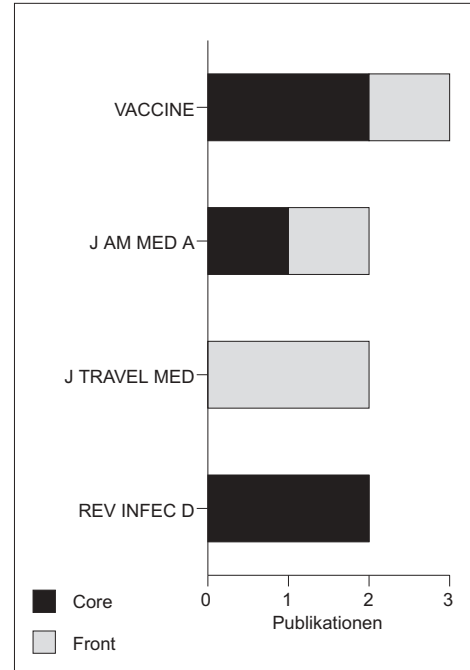 VACCINE
J AM MED A
J TRAVEL MED
REV INFEC D
0 1 2 3
Publikationen
Core
Front